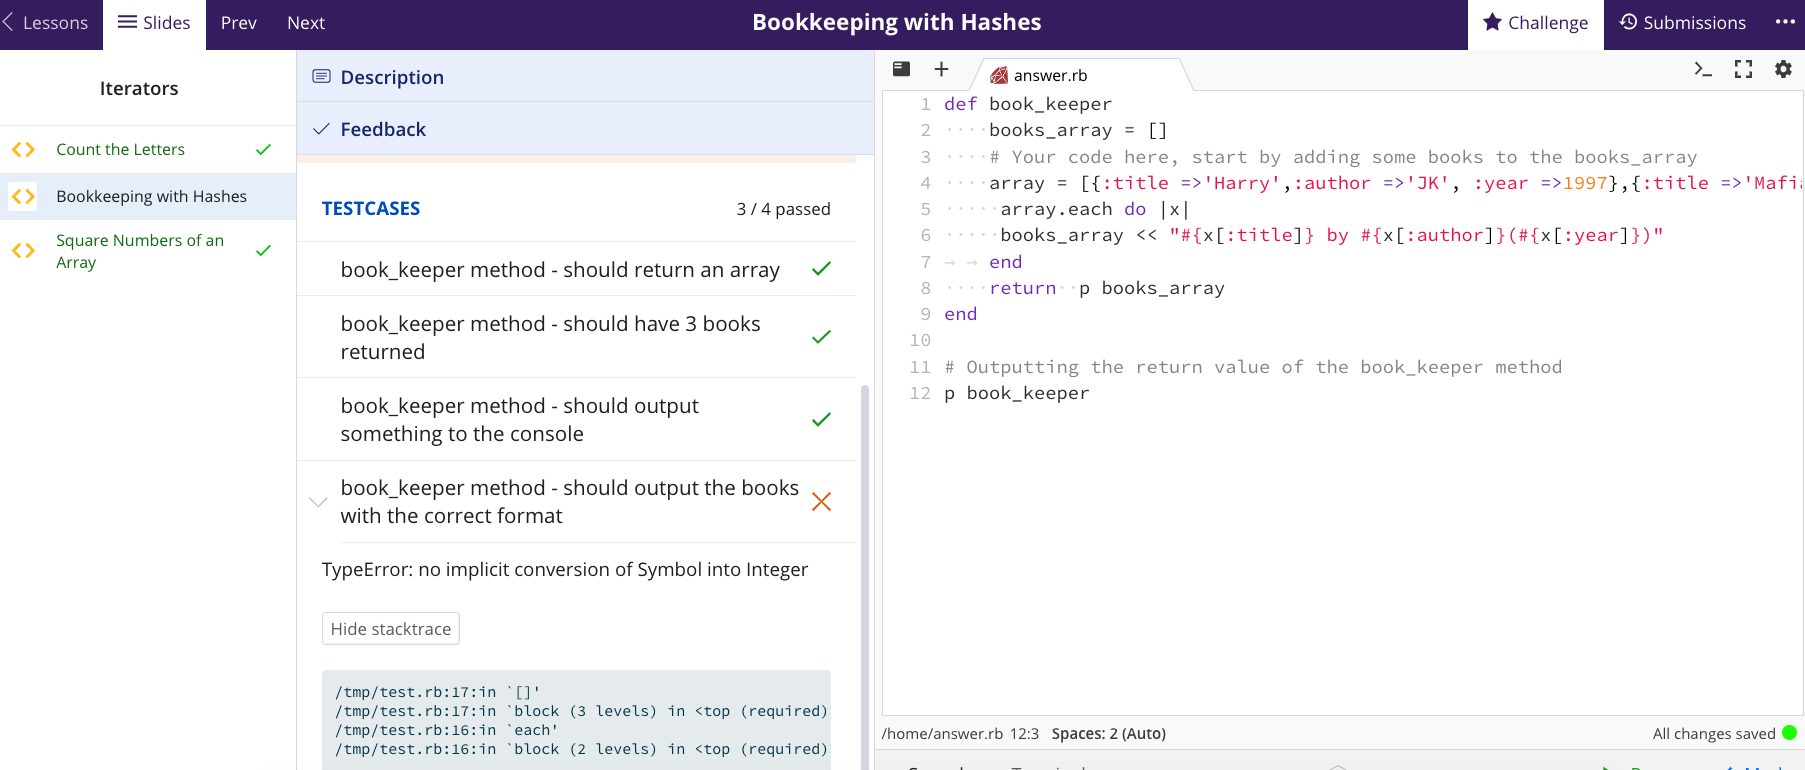 Lessons
Slides
Prev
Next
Bookkeeping with Hashes
Challenge
Submissions
Iterators
Count the Letters
Bookkeeping with Hashes
Square Numbers of an
Array
Description
Feedback
TESTCASES
3 / 4 passed
book_keeper method - should return an array
book_keeper method - should have 3 books
returned
book_keeper method - should output
something to the console
book_keeper method - should output the books
with the correct format
TypeError: no implicit conversion of Symbol into Integer
Hide stacktrace
/tmp/test.rb:17:in `[]'
/tmp/test.rb:17:in `block (3 levels) in <top (required)
/tmp/test.rb:16:in `each'
/tmp/test.rb:16:in `block (2 levels) in <top (required)
answer.rb
1 def book_keeper
2 ····books_array = []
3 ····# Your code here, start by adding some books to the books_array
4 ····array = [{:title =>'Harry',:author =>'JK', :year =>1997},{:title =>'Mafi
5 ·····array.each do |x|
6 ·····books_array << "#{x[:title]} by #{x[:author]}(#{x[:year]})"
7 → → end
8 ····return··p books_array
9 end
10
11 # Outputting the return value of the book_keeper method
12 p book_keeper
/home/answer.rb 12:3 Spaces: 2 (Auto)
All changes saved